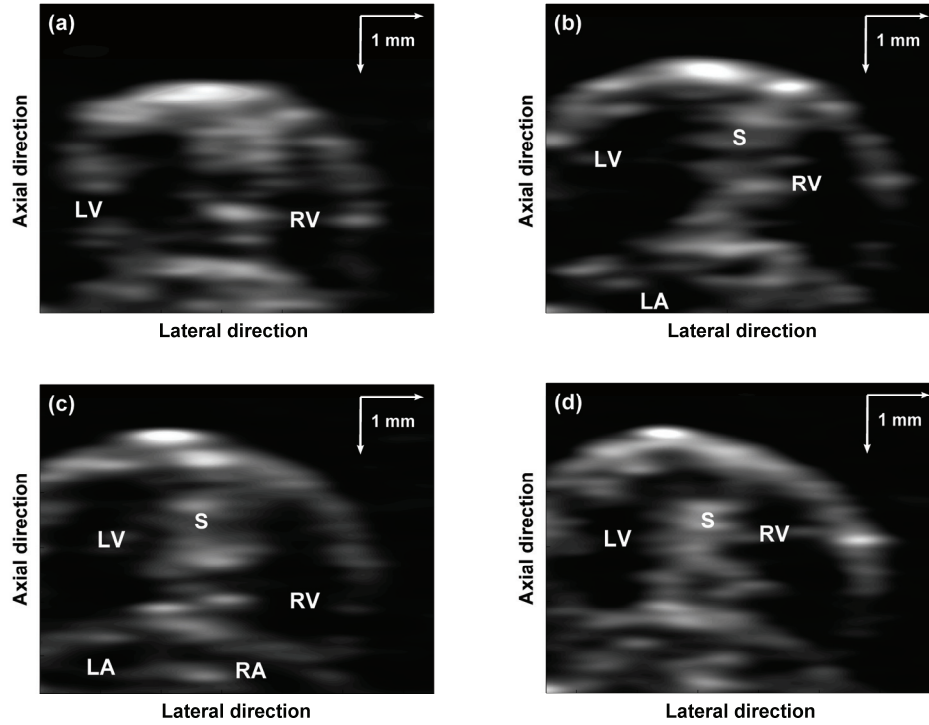 (a)
1 mm
Axial direction
LV
RV
Lateral direction
(b)
1 mm
Axial direction
S
LV
RV
LA
Lateral direction
(c)
1 mm
Axial direction
S
LV
RV
LA
RA
Lateral direction
(d)
1 mm
Axial direction
S
RV
LV
Lateral direction